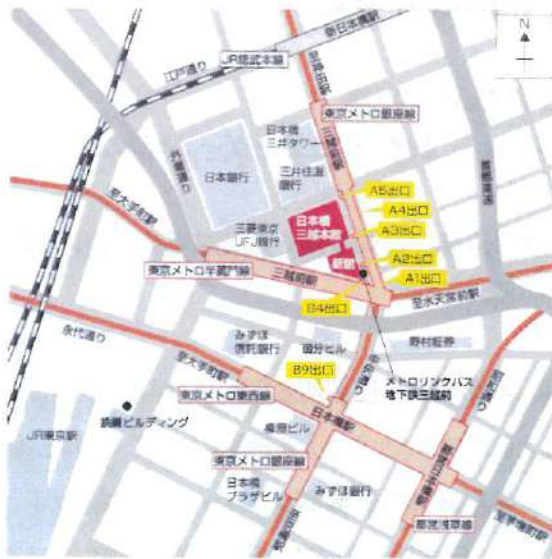 新日本橋駅
N
JR総武本線
江戸通り
東京メトロ銀座線
日本橋
三井タワー
三井住友
銀行
日本銀行
A5出口
A4出口
A3出口
A2出口
A1出口
日本橋
三越本店
新館
三菱東京
UFJ銀行
至大手町駅
東京メトロ半蔵門線
三越前駅
B4出口
至水天宮前駅
永代通り
みずほ
信託銀行
国分ビル
野村証券
至大手町駅
B9出口
メトロリンクバス
地下鉄三越前
東京メトロ東西線
日本橋駅
鉄鋼ビルディング
JR東京駅
東京メトロ銀座線
日本橋
プラザビル
みずほ銀行
都営浅草線
至茅場町駅